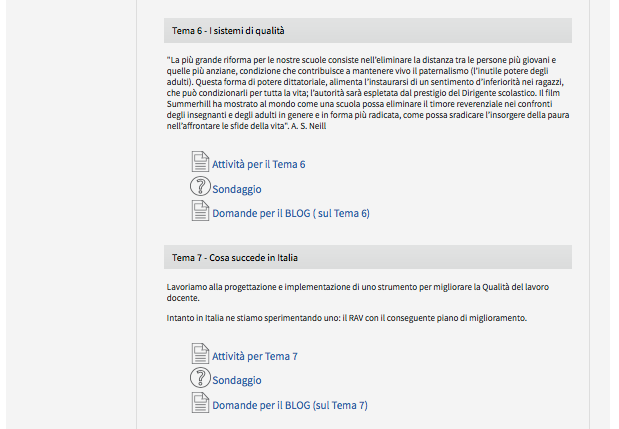 Tema 6 - I sistemi di qualità
"La più grande riforma per le nostre scuole consiste nell'eliminare la distanza tra le persone più giovani e
quelle più anziane, condizione che contribuisce a mantenere vivo il paternalismo (l'inutile potere degli
adulti). Questa forma di potere dittatoriale, alimenta l'instaurarsi di un sentimento d'inferiorità nei ragazzi,
che può condizionarli per tutta la vita; l'autorità sarà espletata dal prestigio del Dirigente scolastico. Il film
Summerhill ha mostrato al mondo come una scuola possa eliminare il timore reverenziale nei confronti
degli insegnanti e degli adulti in genere e in forma più radicata, come possa sradicare l'insorgere della paura
nell'affrontare le sfide della vita". A. S. Neill
Attività per il Tema 6
Sondaggio
Domande per il BLOG ( sul Tema 6)
Tema 7 - Cosa succede in Italia
Lavoriamo alla progettazione e implementazione di uno strumento per migliorare la Qualità del lavoro
docente.
Intanto in Italia ne stiamo sperimentando uno: il RAV con il conseguente piano di miglioramento.
Attività per Tema 7
Sondaggio
Domande per il BLOG (sul Tema 7)